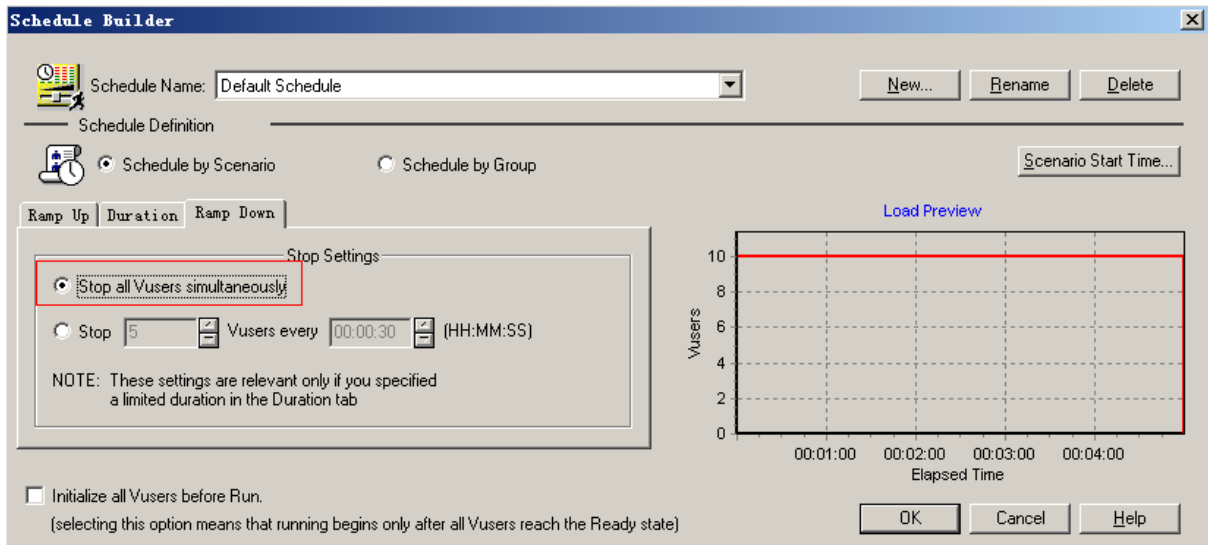 Schedule Builder
Schedule Name: Default Schedule New... Rename Delete
Schedule Definition
Schedule by Scenario Schedule by Group Scenario Start Time...
Ramp Up Duration Ramp Down
Stop Settings
Stop all Vusers simultaneously
Stop 5 Vusers every 00:00:30 (HH:MM:SS)
NOTE: These settings are relevant only if you specified
a limited duration in the Duration tab
Load Preview
Vusers
10
8
6
4
2
0
00:01:00 00:02:00 00:03:00 00:04:00
Elapsed Time
Initialize all Vusers before Run.
(selecting this option means that running begins only after all Vusers reach the Ready state)
OK Cancel Help